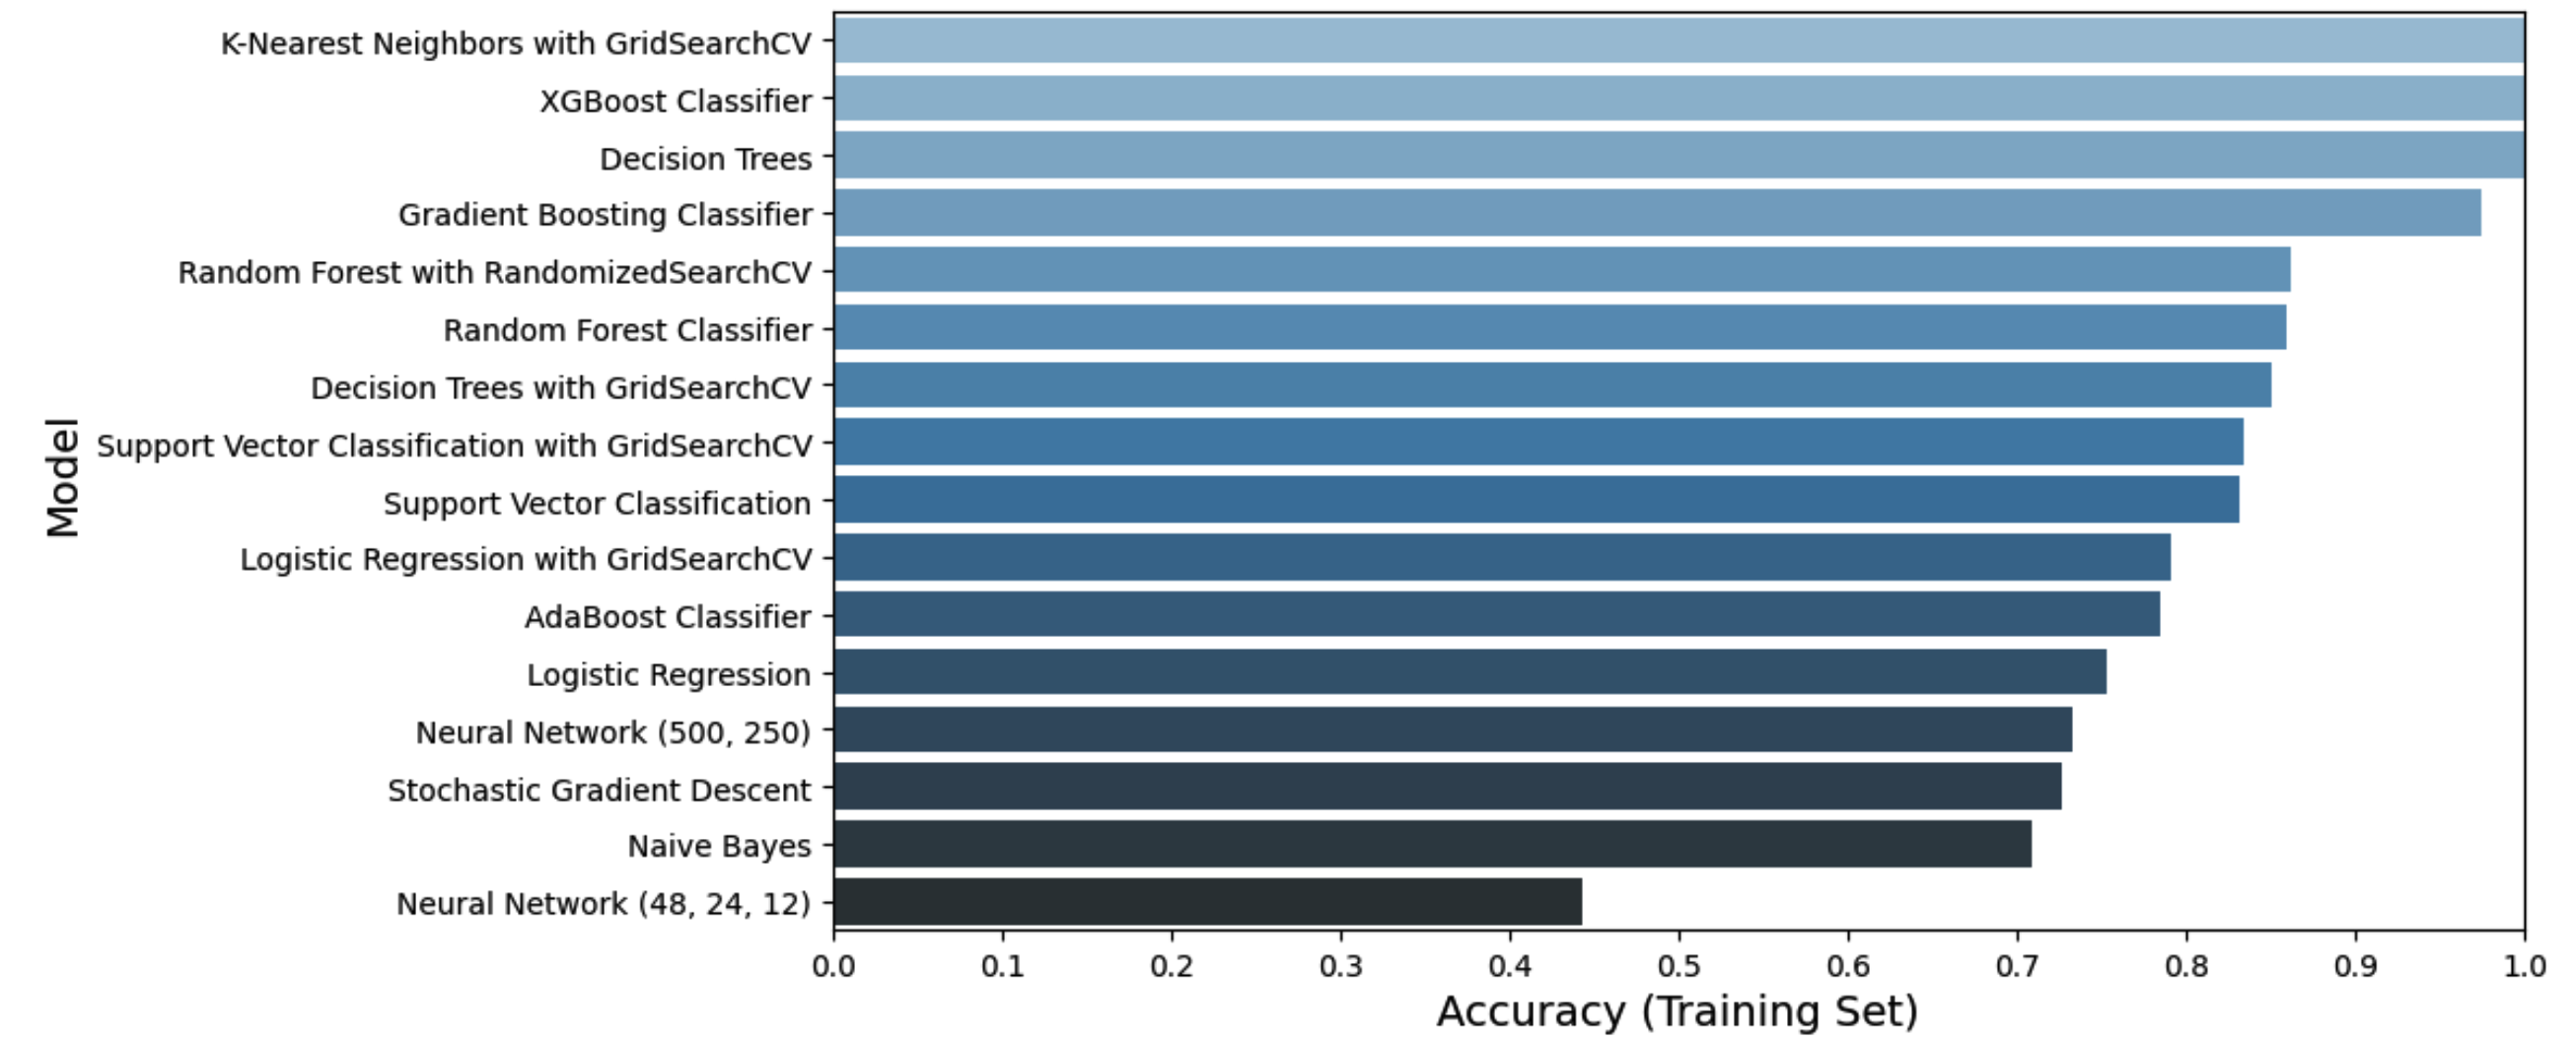 K-Nearest Neighbors with GridSearchCV
XGBoost Classifier
Decision Trees
Gradient Boosting Classifier
Random Forest with RandomizedSearchCV
Random Forest Classifier
Decision Trees with GridSearchCV
Support Vector Classification with GridSearchCV
Support Vector Classification
Logistic Regression with GridSearchCV
AdaBoost Classifier
Logistic Regression
Neural Network (500, 250)
Stochastic Gradient Descent
Naive Bayes
Neural Network (48, 24, 12)
Model
0.0 0.1 0.2 0.3 0.4 0.5 0.6 0.7 0.8 0.9 1.0
Accuracy (Training Set)